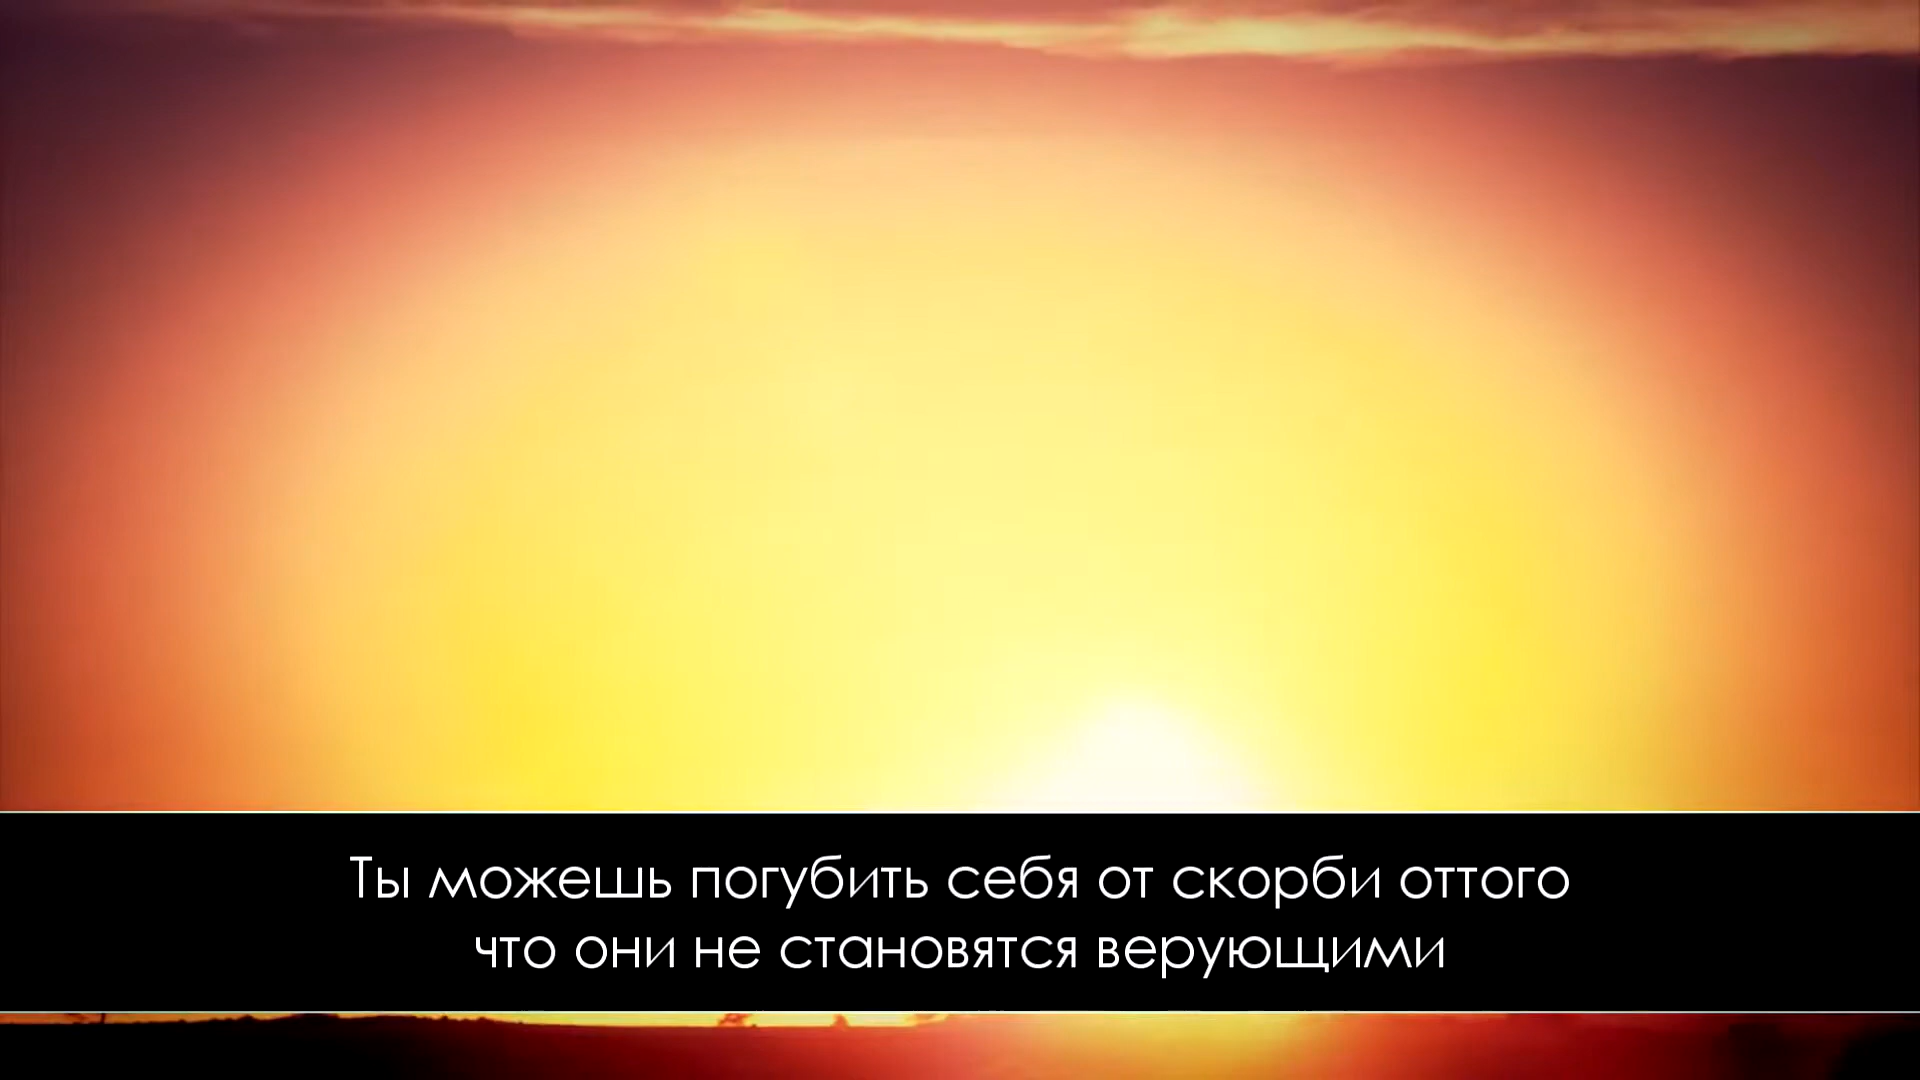 Ты можешь погубить себя от скорби оттого
что они не становятся верующими